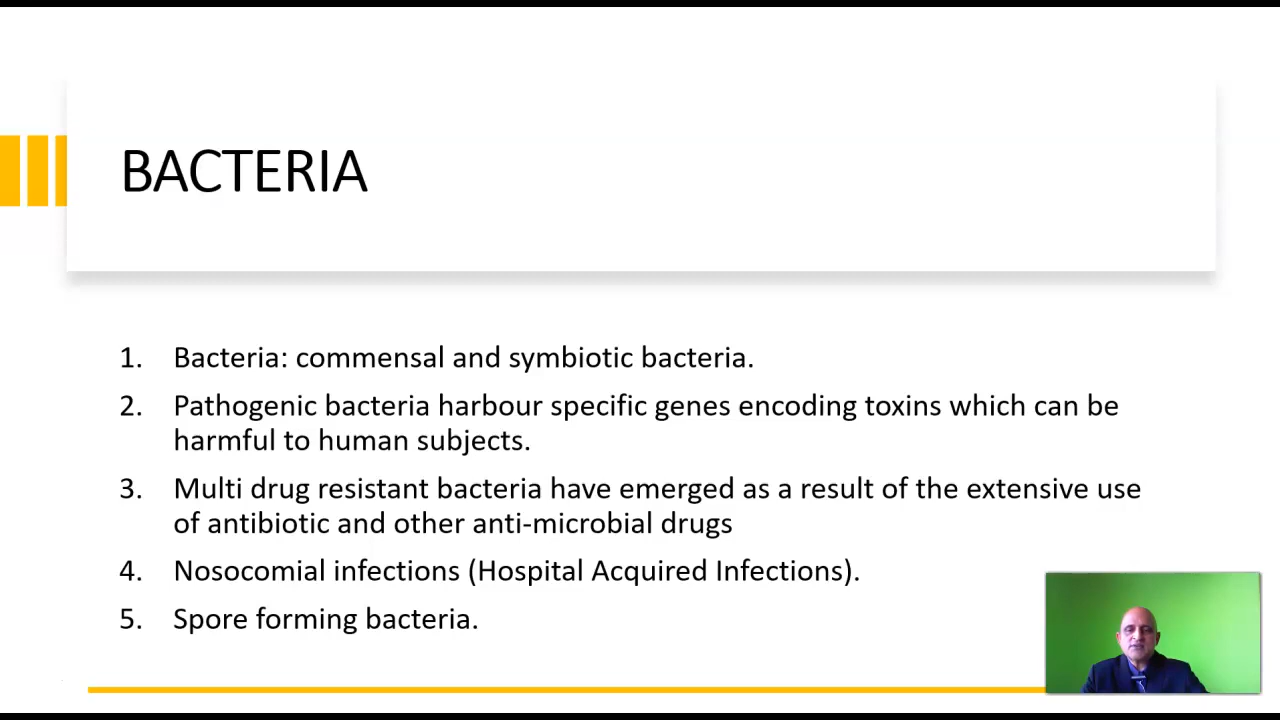 BACTERIA
1. Bacteria: commensal and symbiotic bacteria.
2. Pathogenic bacteria harbour specific genes encoding toxins which can be
harmful to human subjects.
3. Multi drug resistant bacteria have emerged as a result of the extensive use
of antibiotic and other anti-microbial drugs
4. Nosocomial infections (Hospital Acquired Infections).
5. Spore forming bacteria.